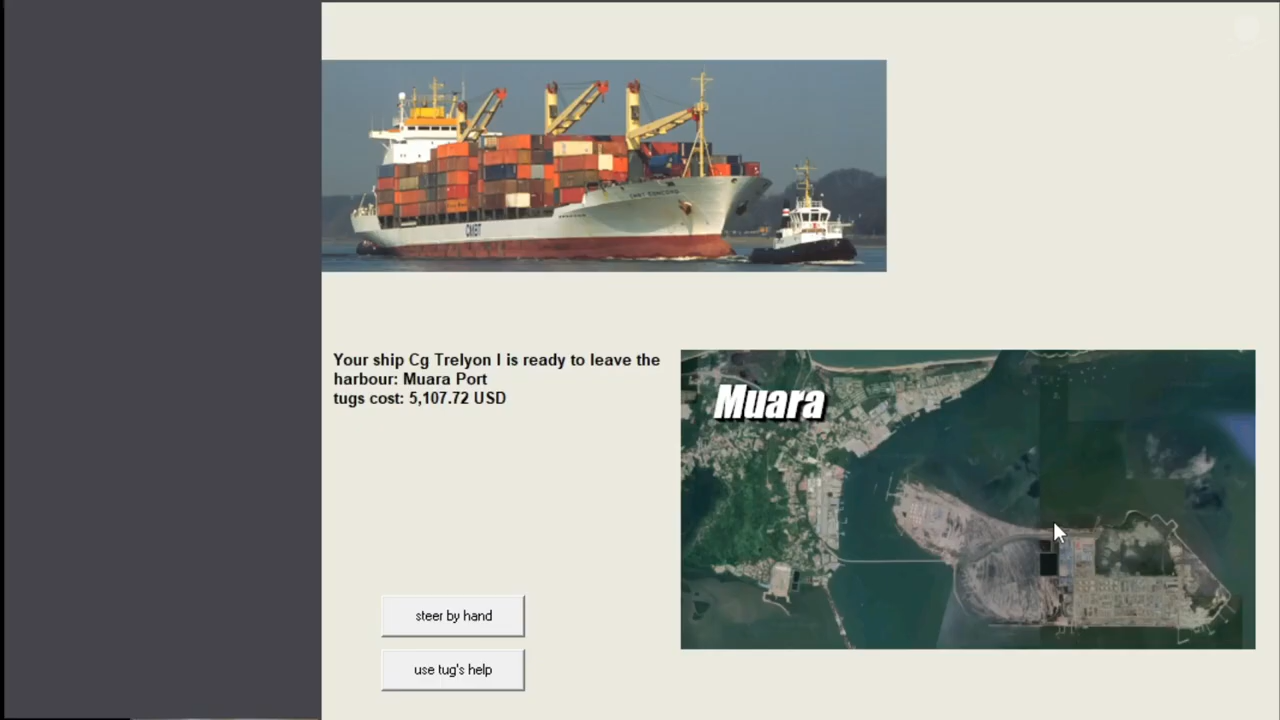 CMBT
Your ship Cg Trelyon I is ready to leave the
harbour: Muara Port
tugs cost: 5,107.72 USD
Muara
steer by hand
use tug's help